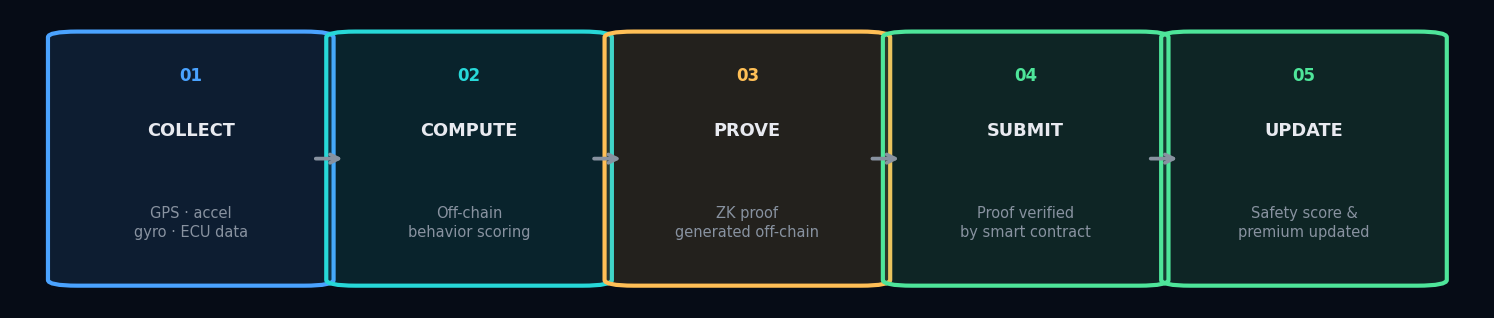 01
COLLECT
GPS · accel
gyro · ECU data
02
COMPUTE
Off-chain
behavior scoring
03
PROVE
ZK proof
generated off-chain
04
SUBMIT
Proof verified
by smart contract
05
UPDATE
Safety score &
premium updated